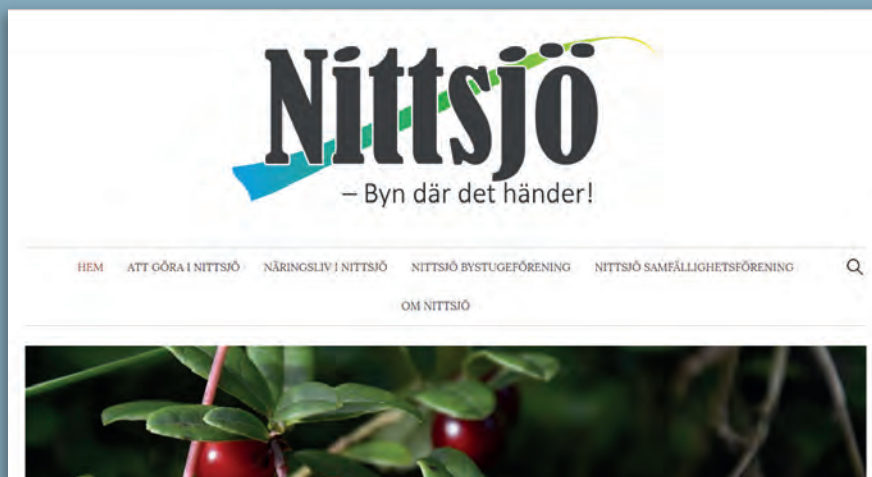 Nittsjö
– Byn där det händer!
HEM ATT GÖRA I NITTSJÖ NÄRINGSLIV I NITTSJÖ NITTSJÖ BYSTUGEFÖRENING NITTSJÖ SAMFÄLLIGHETSFÖRENING
OM NITTSJÖ